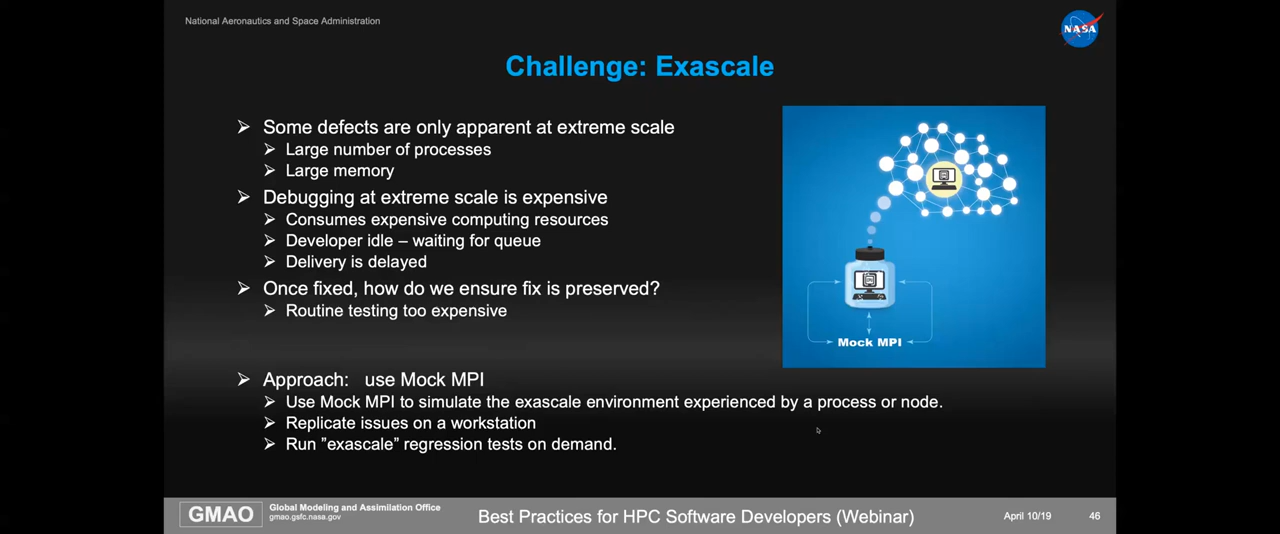 National Aeronautics and Space Administration
NASA
Challenge: Exascale
Some defects are only apparent at extreme scale
Large number of processes
Large memory
Debugging at extreme scale is expensive
Consumes expensive computing resources
Developer idle – waiting for queue
Delivery is delayed
Once fixed, how do we ensure fix is preserved?
Routine testing too expensive
Mock MPI
Approach: use Mock MPI
Use Mock MPI to simulate the exascale environment experienced by a process or node.
Replicate issues on a workstation
Run ”exascale” regression tests on demand.
GMAO
Global Modeling and Assimilation Office
gmao.gsfc.nasa.gov
Best Practices for HPC Software Developers (Webinar)
April 10/19
46